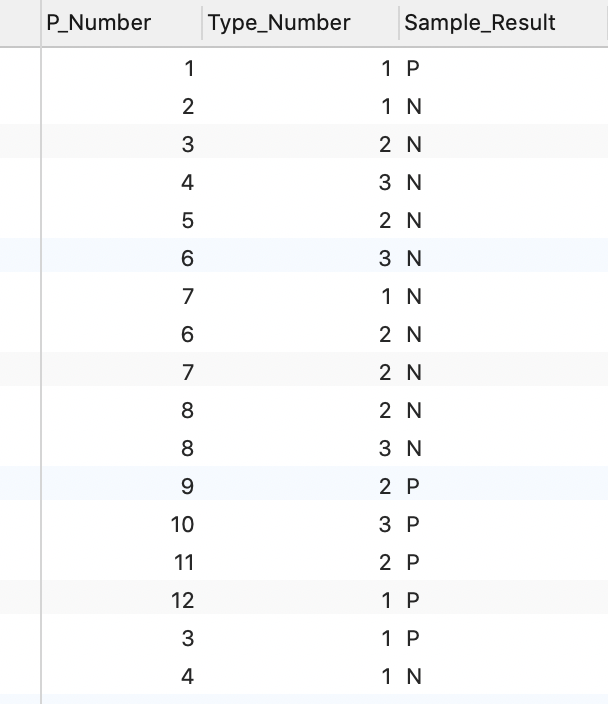 P_Number Type_Number Sample_Result
1 1 P
2 1 N
3 2 N
4 3 N
5 2 N
6 3 N
7 1 N
6 2 N
7 2 N
8 2 N
8 3 N
9 2 P
10 3 P
11 2 P
12 1 P
3 1 P
4 1 N